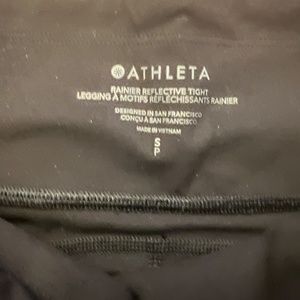 ATHLETA
RAINIER REFLECTIVE TIGHT
LEGGING À MOTIFS RÉFLÉCHISSANTS RAINIER
DESIGNED IN SAN FRANCISCO
CONÇU À SAN FRANCISCO
MADE IN VIETNAM
S
P